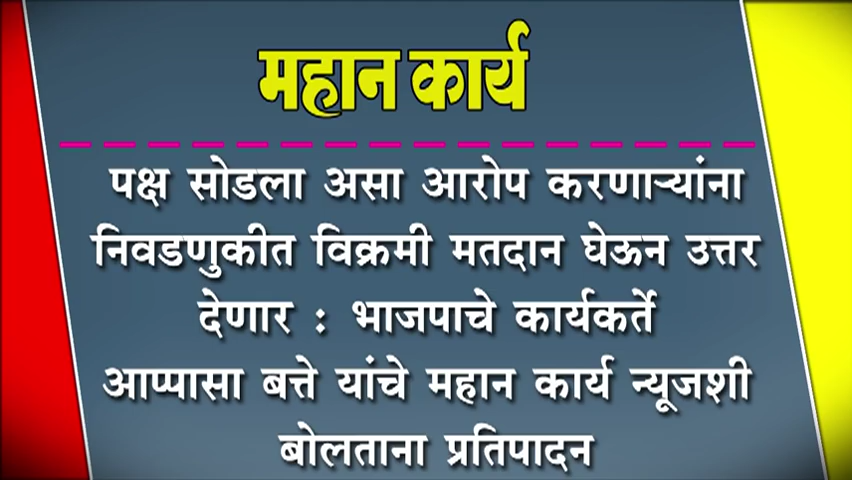 महान कार्य
पक्ष सोडला असा आरोप करणाऱ्यांना
निवडणुकीत विक्रमी मतदान घेऊन उत्तर
देणार : भाजपाचे कार्यकर्ते
आप्पासा बत्ते यांचे महान कार्य न्यूजशी
बोलताना प्रतिपादन